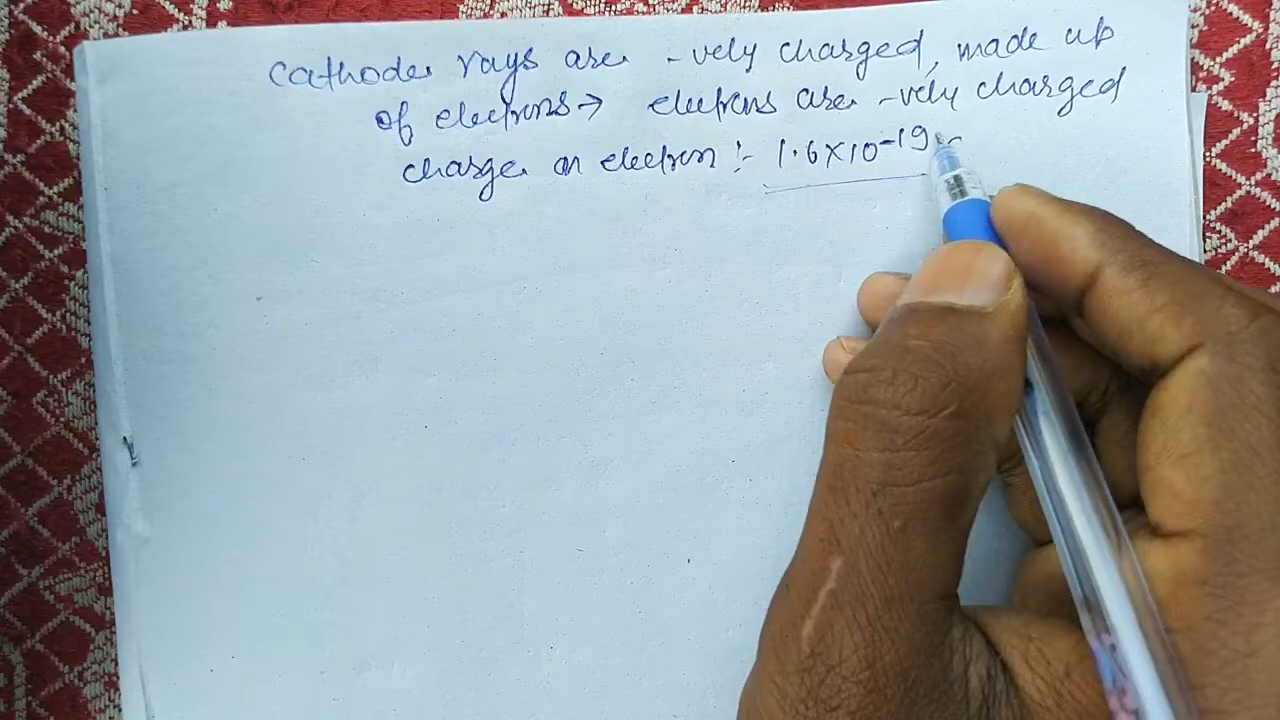 cathode rays are -vely charged, made up
of electrons → electrons are -vely charged
charge on electron :- 1.6×10-19